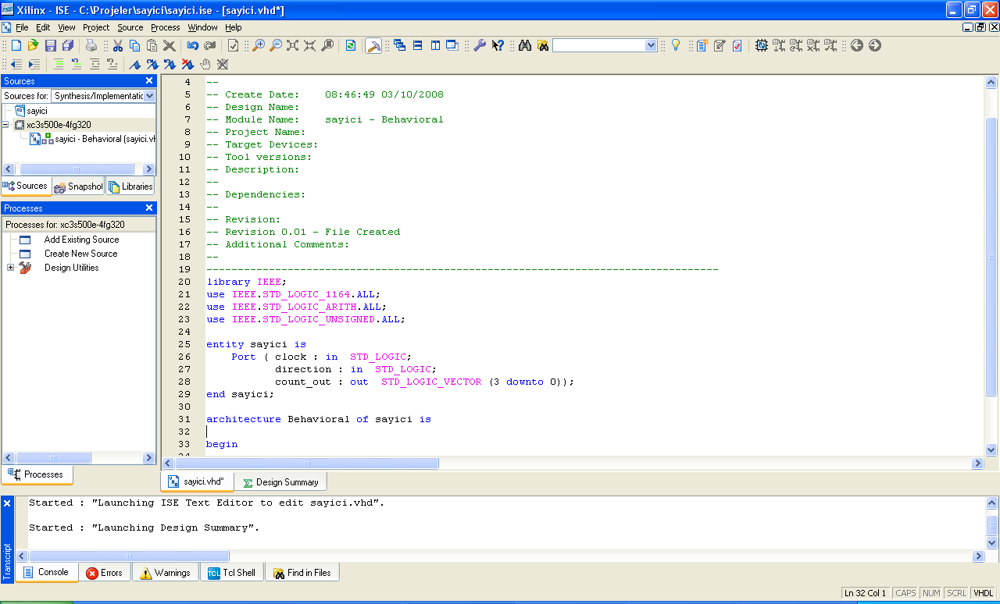 Xilinx - ISE - C:\Projeler\sayici\sayici.ise - [sayici.vhd*]
File Edit View Project Source Process Window Help
Sources
Sources for: Synthesis/Implementatic
sayici
xc3s500e-4fg320
sayici - Behavioral (sayici.vh
Sources Snapshot Libraries
Processes
Processes for: xc3s500e-4fg320
Add Existing Source
Create New Source
Design Utilities
Processes
4 --
5 -- Create Date:    08:46:49 03/10/2008
6 -- Design Name:
7 -- Module Name:    sayici - Behavioral
8 -- Project Name:
9 -- Target Devices:
10 -- Tool versions:
11 -- Description:
12 --
13 -- Dependencies:
14 --
15 -- Revision:
16 -- Revision 0.01 - File Created
17 -- Additional Comments:
18 --
19 ----------------------------------------------------------------------------------
20 library IEEE;
21 use IEEE.STD_LOGIC_1164.ALL;
22 use IEEE.STD_LOGIC_ARITH.ALL;
23 use IEEE.STD_LOGIC_UNSIGNED.ALL;
24
25 entity sayici is
26     Port ( clock : in  STD_LOGIC;
27            direction : in  STD_LOGIC;
28            count_out : out  STD_LOGIC_VECTOR (3 downto 0));
29 end sayici;
30
31 architecture Behavioral of sayici is
32
33 begin
sayici.vhd* Design Summary
Transcript
Started : "Launching ISE Text Editor to edit sayici.vhd".
Started : "Launching Design Summary".
Console Errors Warnings TCL Tcl Shell Find in Files
Ln 32 Col 1 CAPS NUM SCRL VHDL